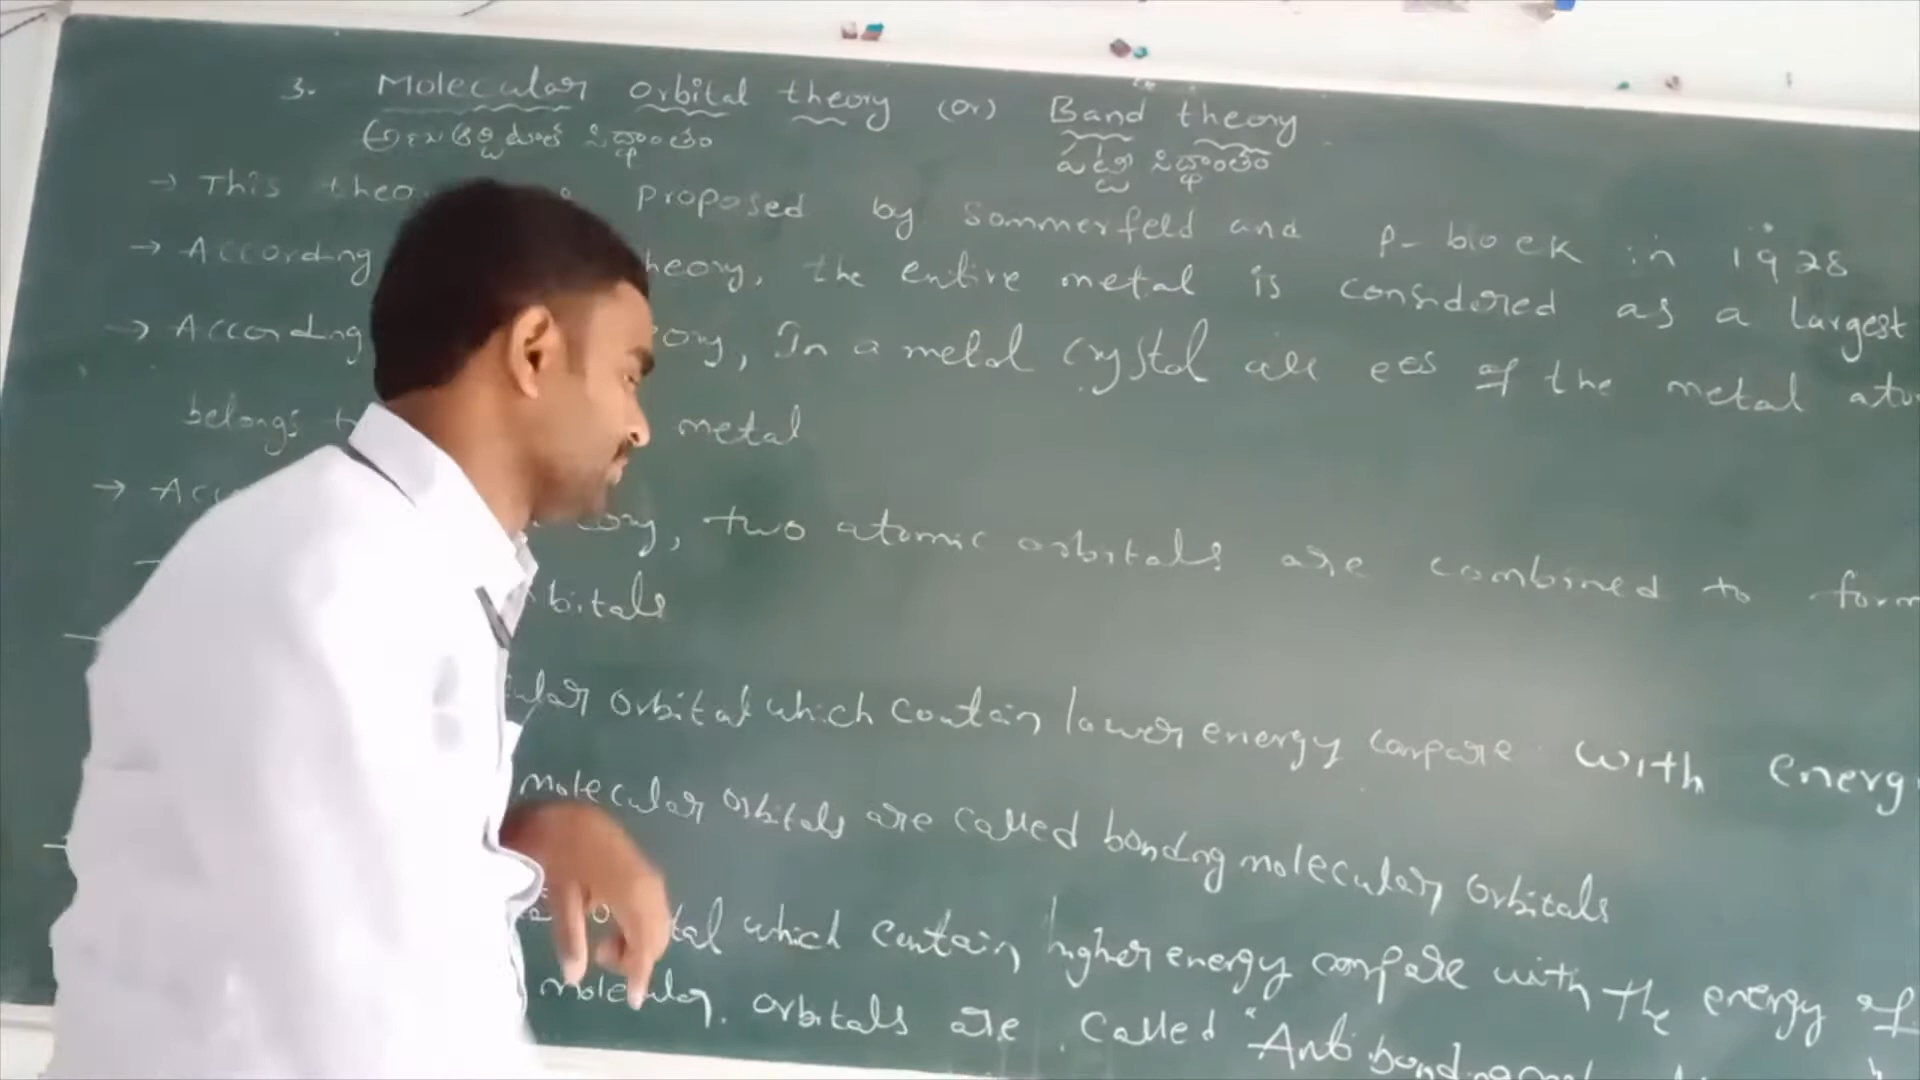 3. Molecular orbital theory (or) Band theory
అణు ఆర్బిటాల్ సిద్ధాంతం పట్టీ సిద్ధాంతం
→ This theo proposed by Sommerfeld and p-block in 1928
→ According heory, the entire metal is considered as a largest
→ According ory, In a metal crystal all ees of the metal ato
belongs metal
→ Acc ory, two atomic orbitals are combined to form
bitals
ular orbital which contain lower energy compare with energ
molecular orbitals are called bonding molecular orbitals
tal which contain higher energy compare with the energy of
molecular orbitals are called "Anti bonding